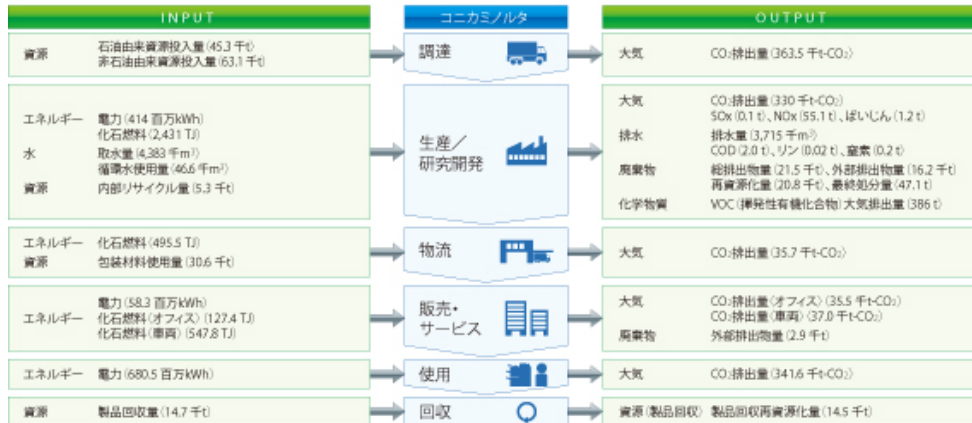 INPUT
コニカミノルタ
OUTPUT
資源
石油由来資源投入量(45.3 千t)
非石油由来資源投入量(63.1 千t)
調達
大気
CO₂排出量(363.5 千t-CO₂)
エネルギー
電力(414 百万kWh)
化石燃料(2,431 TJ)
水
取水量(4,383 千m³)
循環水使用量(46.6 千m³)
資源
内部リサイクル量(5.3 千t)
生産/
研究開発
大気
CO₂排出量(330 千t-CO₂)
SOx(0.1 t)、NOx(55.1 t)、ばいじん(1.2 t)
排水
排水量(3,715 千m³)
COD(2.0 t)、リン(0.02 t)、窒素(0.2 t)
廃棄物
総排出物量(21.5 千t)、外部排出物量(16.2 千t)
再資源化量(20.8 千t)、最終処分量(47.1 t)
化学物質
VOC(揮発性有機化合物)大気排出量(386 t)
エネルギー
化石燃料(495.5 TJ)
資源
包装材料使用量(30.6 千t)
物流
大気
CO₂排出量(35.7 千t-CO₂)
エネルギー
電力(58.3 百万kWh)
化石燃料(オフィス)(127.4 TJ)
化石燃料(車両)(547.8 TJ)
販売・
サービス
大気
CO₂排出量(オフィス)(35.5 千t-CO₂)
CO₂排出量(車両)(37.0 千t-CO₂)
廃棄物
外部排出物量(2.9 千t)
エネルギー
電力(680.5 百万kWh)
使用
大気
CO₂排出量(341.6 千t-CO₂)
資源
製品回収量(14.7 千t)
回収
資源(製品回収)
製品回収再資源化量(14.5 千t)